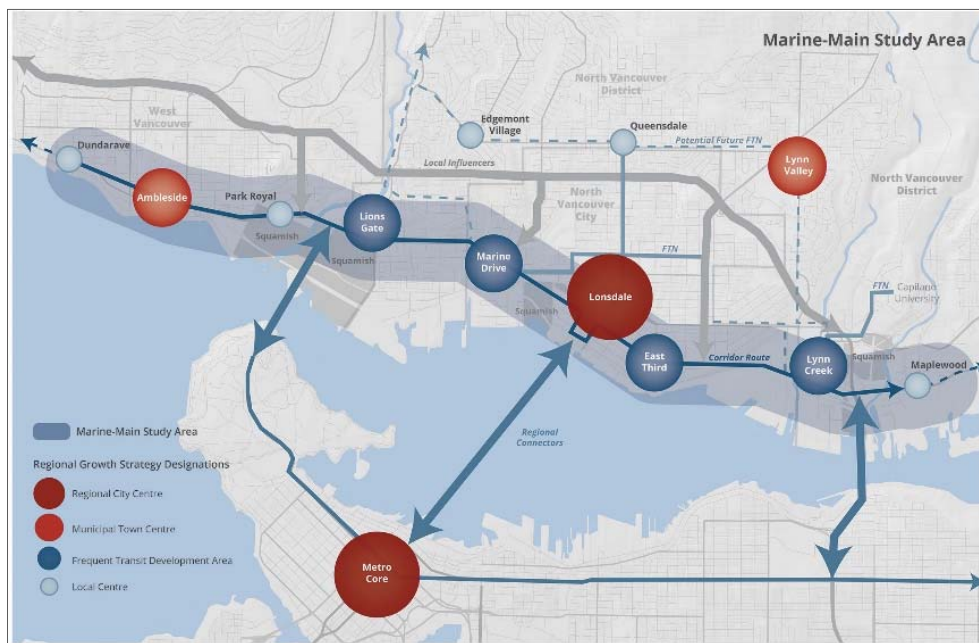 Marine-Main Study Area
West
Vancouver
North Vancouver
District
Edgemont
Village
Queensdale
Potential Future FTN
Local Influencers
Lynn
Valley
North Vancouver
District
Dundarave
Ambleside
Park Royal
Squamish
Lions
Gate
Squamish
North
Vancouver
City
Marine
Drive
FTN
Lonsdale
Squamish
FTN
Capilano
University
East
Third
Corridor Route
Lynn
Creek
Squamish
Maplewood
Regional
Connectors
Marine-Main Study Area
Regional Growth Strategy Designations
Regional City Centre
Municipal Town Centre
Frequent Transit Development Area
Local Centre
Metro
Core